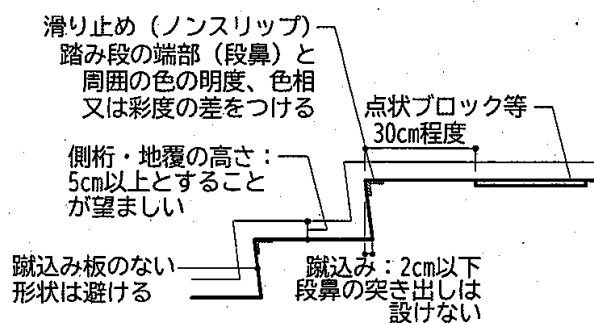 滑り止め（ノンスリップ）
踏み段の端部（段鼻）と
周囲の色の明度、色相
又は彩度の差をつける
点状ブロック等
30cm程度
側桁・地覆の高さ：
5cm以上とすること
が望ましい
蹴込み板のない
形状は避ける
蹴込み：2cm以下
段鼻の突き出しは
設けない